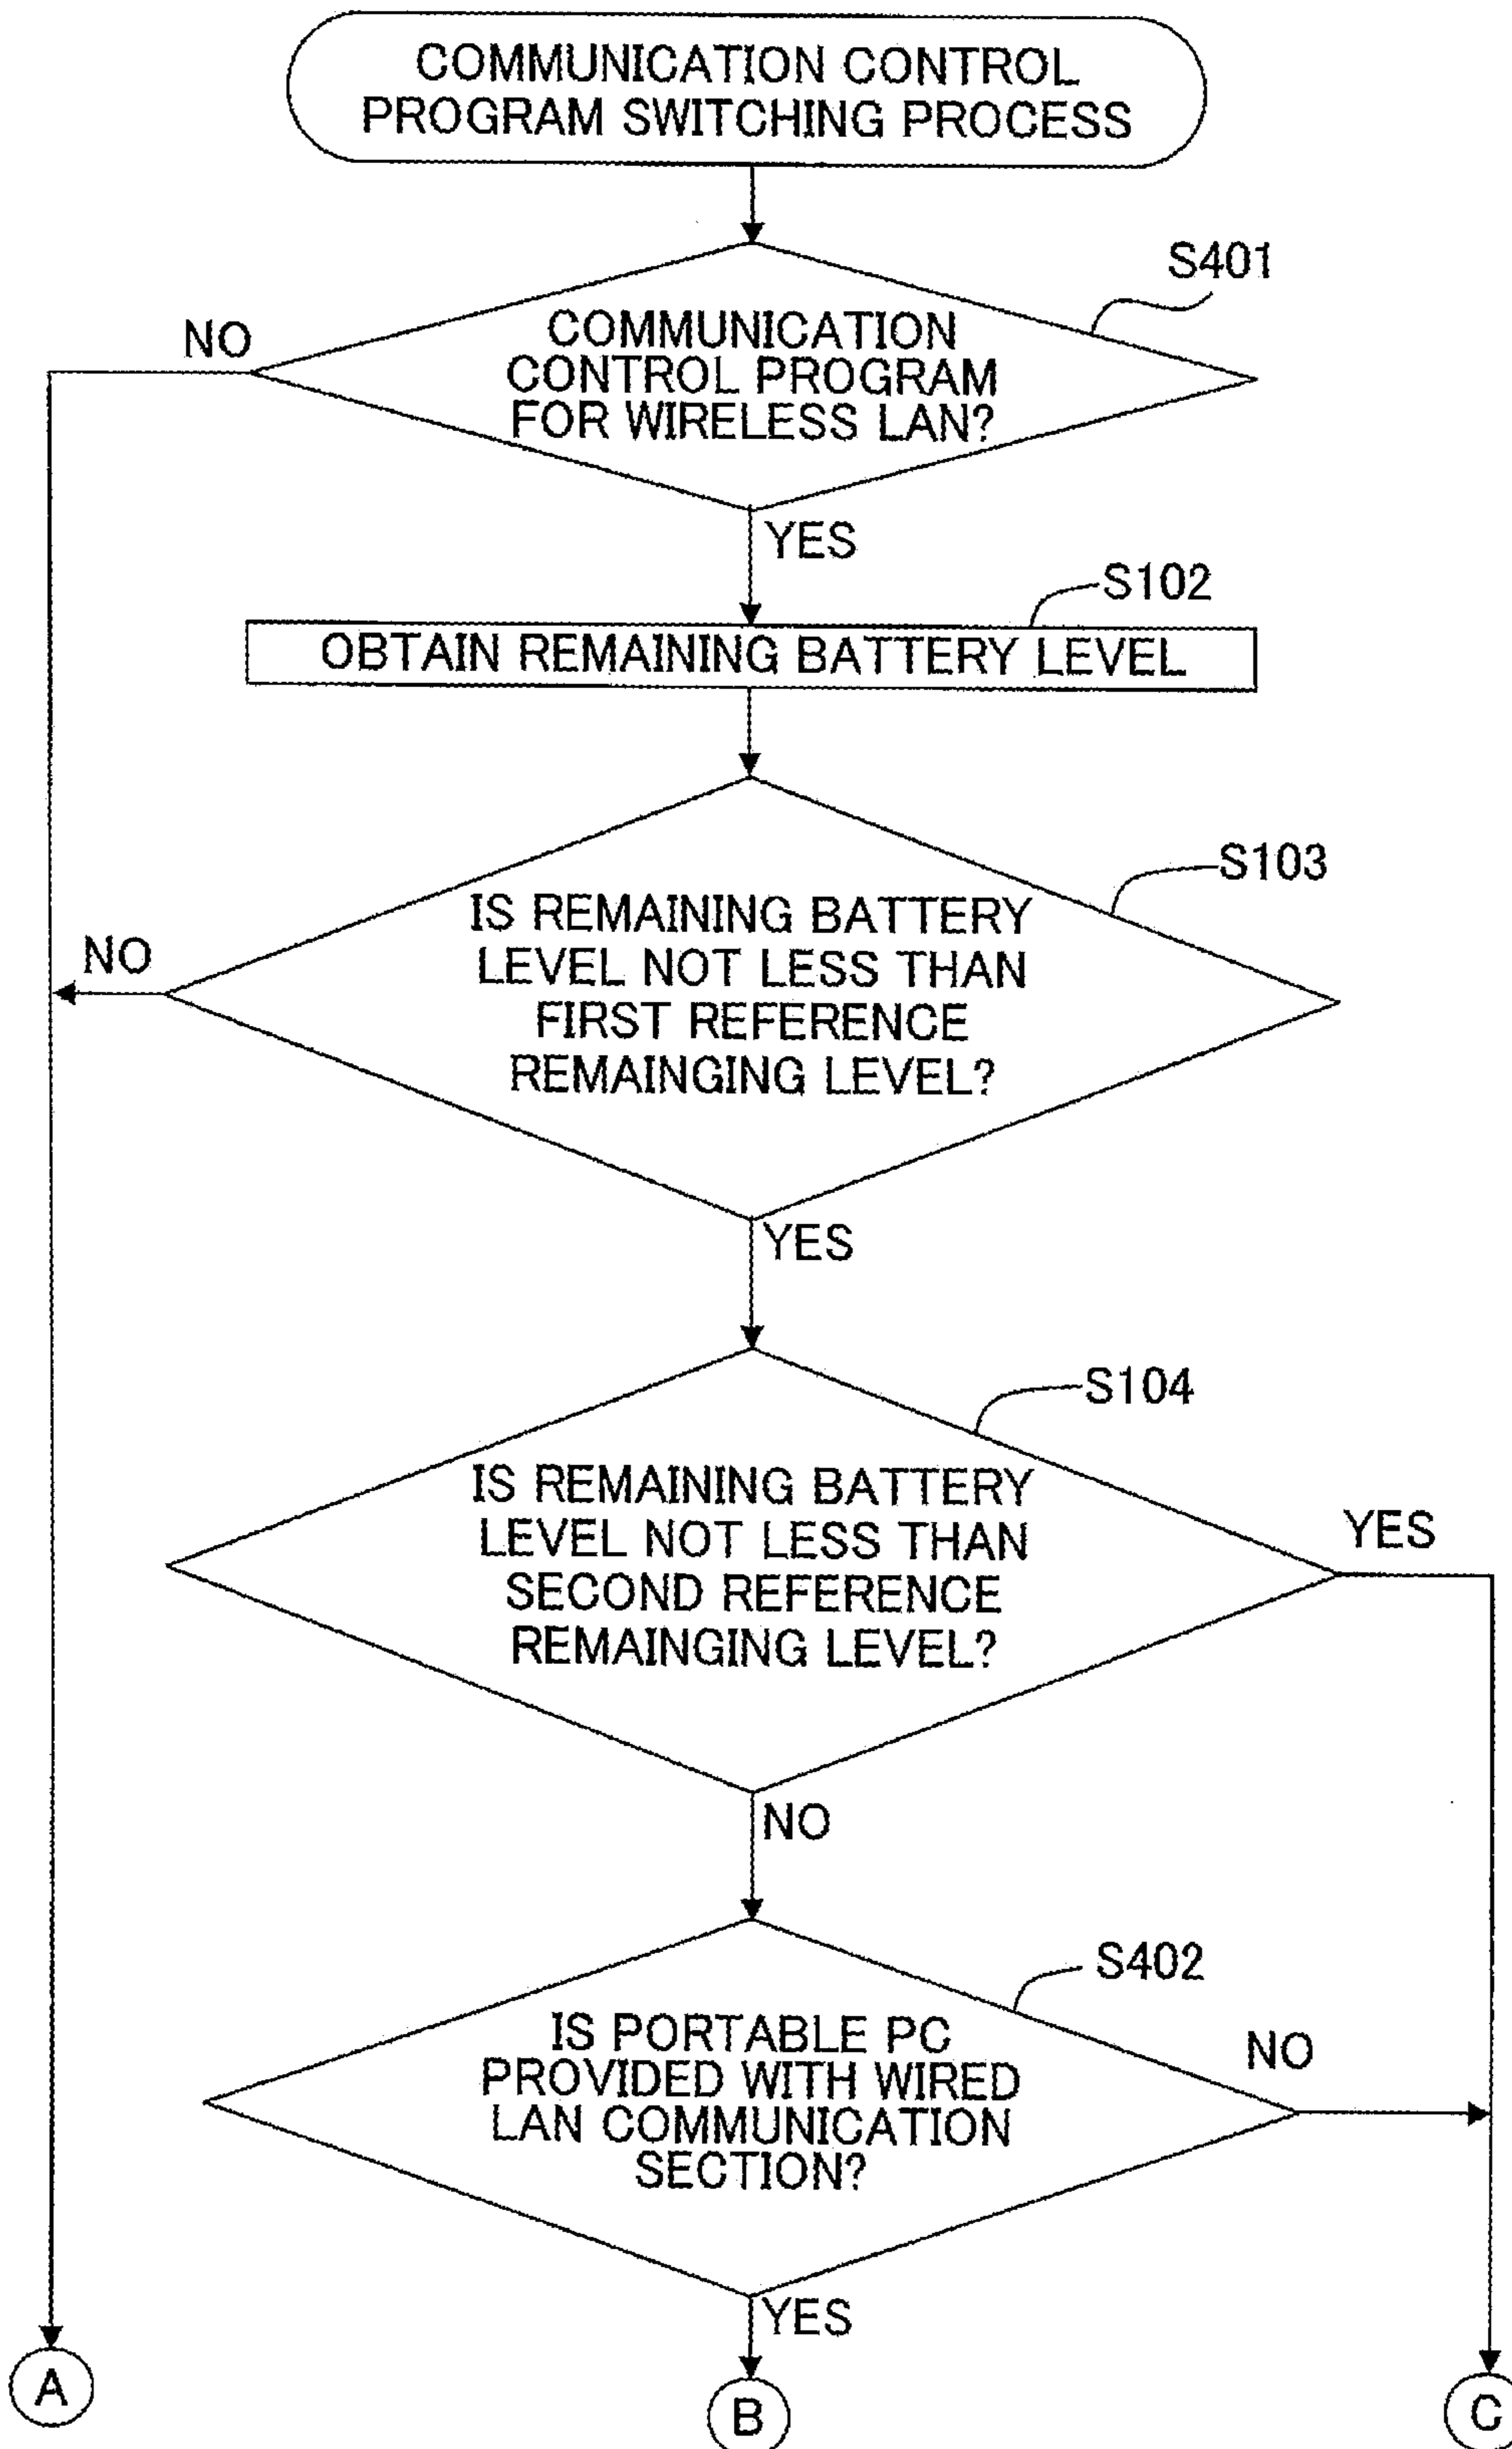 COMMUNICATION CONTROL
PROGRAM SWITCHING PROCESS
S401
NO
COMMUNICATION
CONTROL PROGRAM
FOR WIRELESS LAN?
YES
S102
OBTAIN REMAINING BATTERY LEVEL
S103
IS REMAINING BATTERY
LEVEL NOT LESS THAN
FIRST REFERENCE
REMAINGING LEVEL?
NO
YES
S104
IS REMAINING BATTERY
LEVEL NOT LESS THAN
SECOND REFERENCE
REMAINGING LEVEL?
YES
NO
S402
IS PORTABLE PC
PROVIDED WITH WIRED
LAN COMMUNICATION
SECTION?
NO
YES
A
B
C